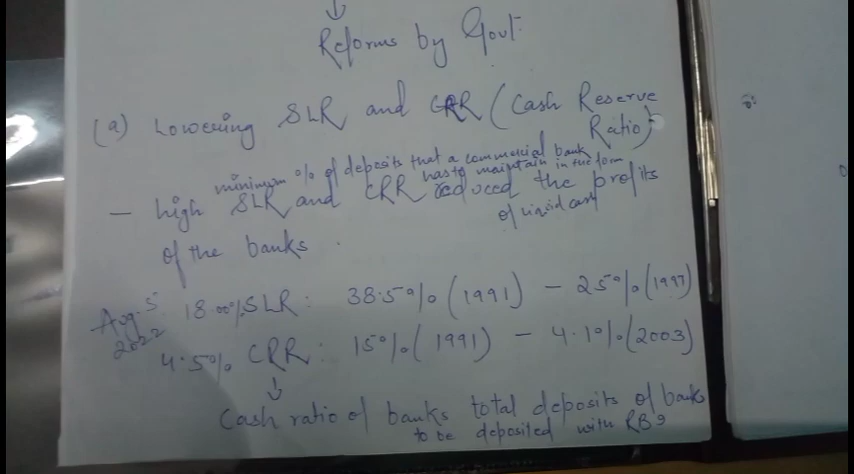 ↓
Reforms by Govt.
(a) Lowering SLR and CRR (Cash Reserve Ratio)
minimum % of deposits that a commercial bank has to maintain in the form of liquid cash
– high SLR and CRR reduced the profits
of the banks.
Aug. 5 2022 18.00% SLR: 38.5% (1991) – 25% (1997)
4.5% CRR: 15% (1991) – 4.1% (2003)
↓
Cash ratio of banks total deposits of banks
to be deposited with RBI